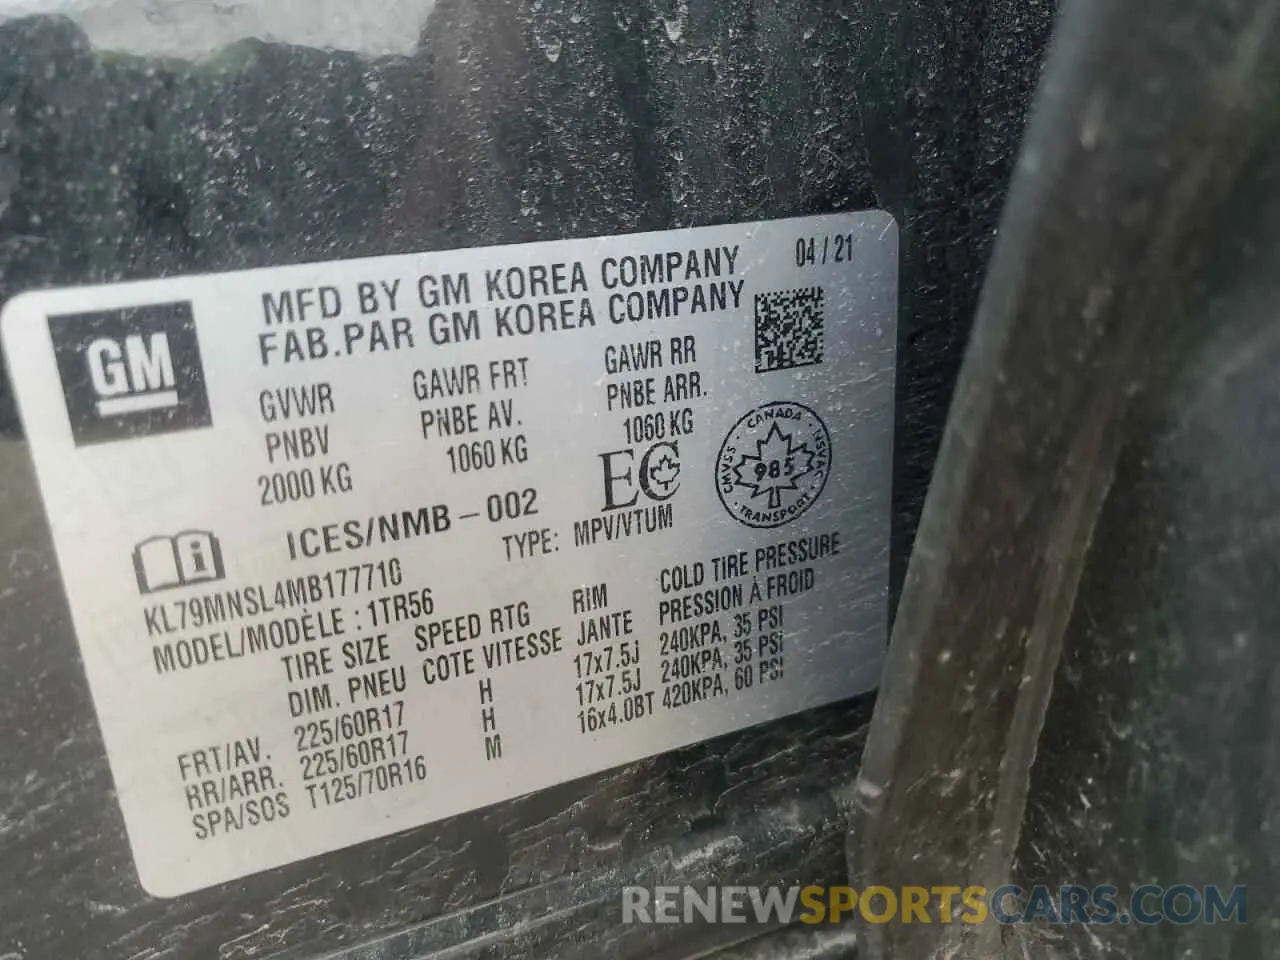 GM
MFD BY GM KOREA COMPANY
04 / 21
FAB.PAR GM KOREA COMPANY
GVWR GAWR FRT GAWR RR
PNBV PNBE AV. PNBE ARR.
2000 KG 1060 KG 1060 KG
EC
CANADA
CMVSS 985 NSVAC
TRANSPORT
i
ICES/NMB-002
TYPE: MPV/VTUM
KL79MNSL4MB177710
MODEL/MODÈLE : 1TR56
TIRE SIZE SPEED RTG RIM COLD TIRE PRESSURE
DIM. PNEU COTE VITESSE JANTE PRESSION À FROID
FRT/AV. 225/60R17 H 17x7.5J 240KPA, 35 PSI
RR/ARR. 225/60R17 H 17x7.5J 240KPA, 35 PSI
SPA/SOS T125/70R16 M 16x4.0BT 420KPA, 60 PSI
RENEWSPORTSCARS.COM